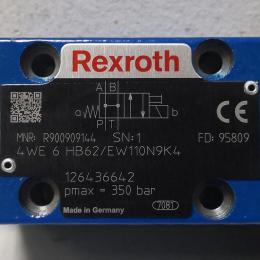 Rexroth
A B
a b
P T
MNR: R900909144 SN: 1 FD: 95809
CE
4WE 6 HB62/EW110N9K4
126436642
pmax = 350 bar
Made in Germany 7081